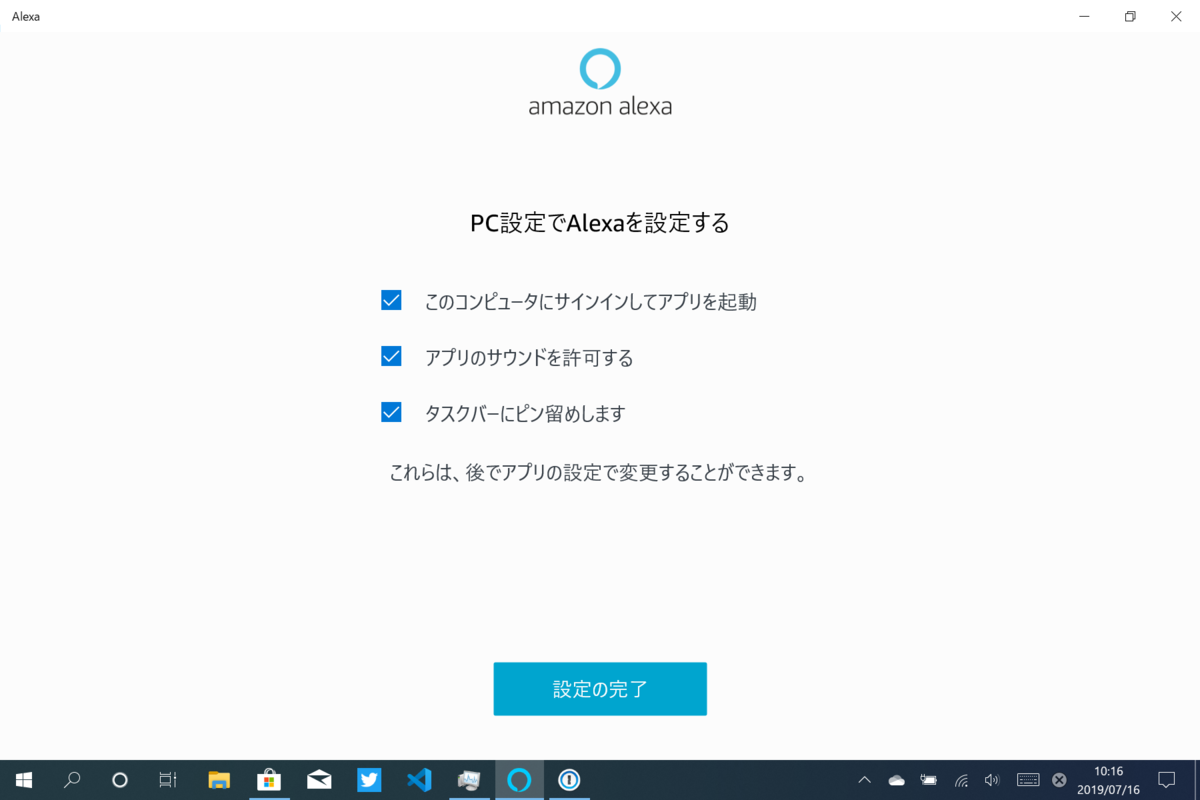 Alexa
amazon alexa
PC設定でAlexaを設定する
このコンピュータにサインインしてアプリを起動
アプリのサウンドを許可する
タスクバーにピン留めします
これらは、後でアプリの設定で変更することができます。
設定の完了
10:16
2019/07/16